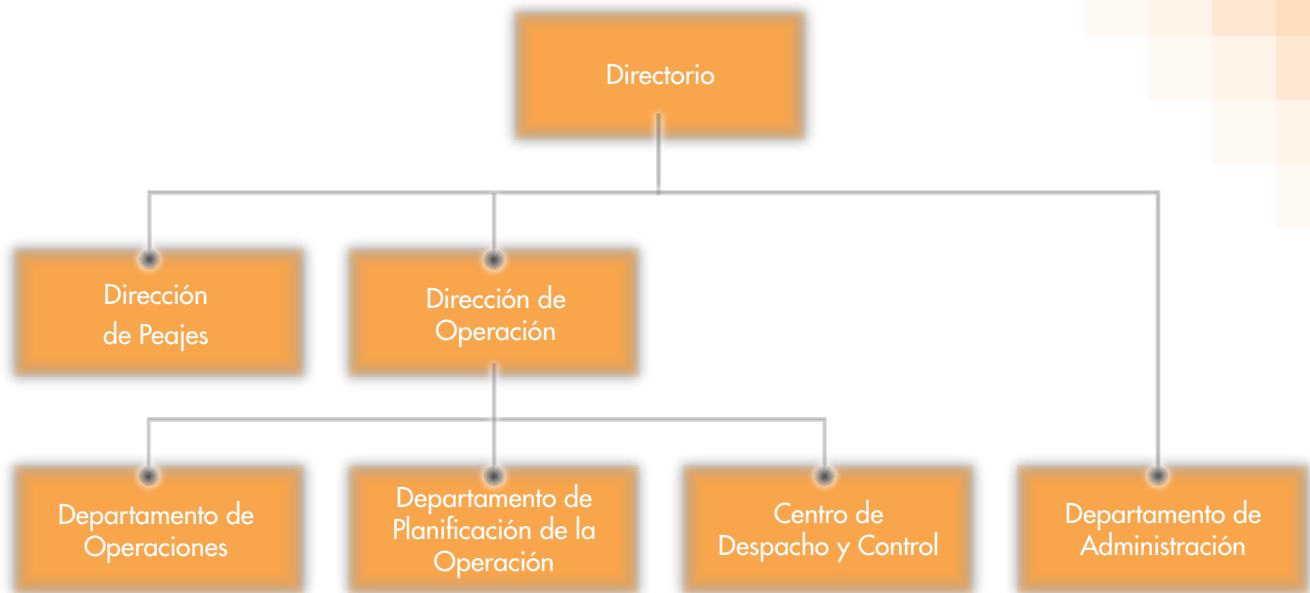 Directorio
Dirección
de Peajes
Dirección de
Operación
Departamento de
Operaciones
Departamento de
Planificación de la
Operación
Centro de
Despacho y Control
Departamento de
Administración